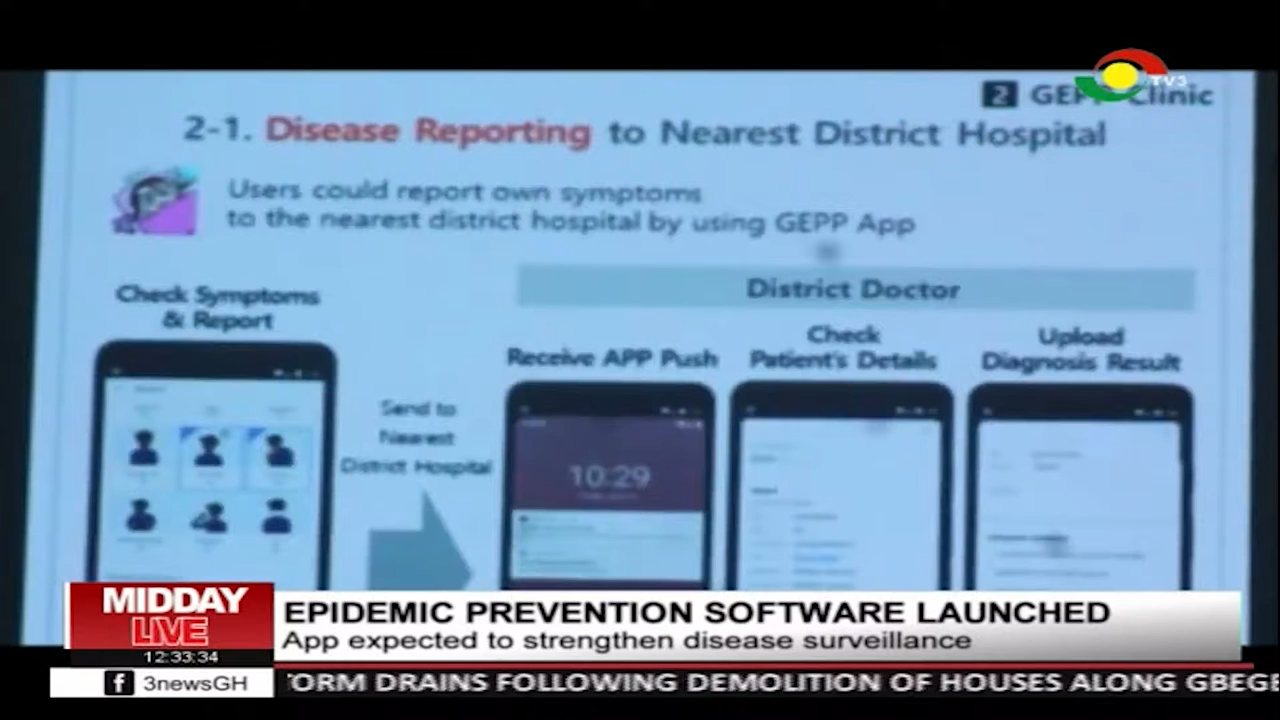 TV3
2 GEPP Clinic
2-1. Disease Reporting to Nearest District Hospital
Users could report own symptoms
to the nearest district hospital by using GEPP App
District Doctor
Check Symptoms
& Report
Receive APP Push
Check
Patient's Details
Upload
Diagnosis Result
Send to
Nearest
District Hospital
10:29
MIDDAY
LIVE
12:33:34
EPIDEMIC PREVENTION SOFTWARE LAUNCHED
App expected to strengthen disease surveillance
f 3newsGH
TORM DRAINS FOLLOWING DEMOLITION OF HOUSES ALONG GBEGE